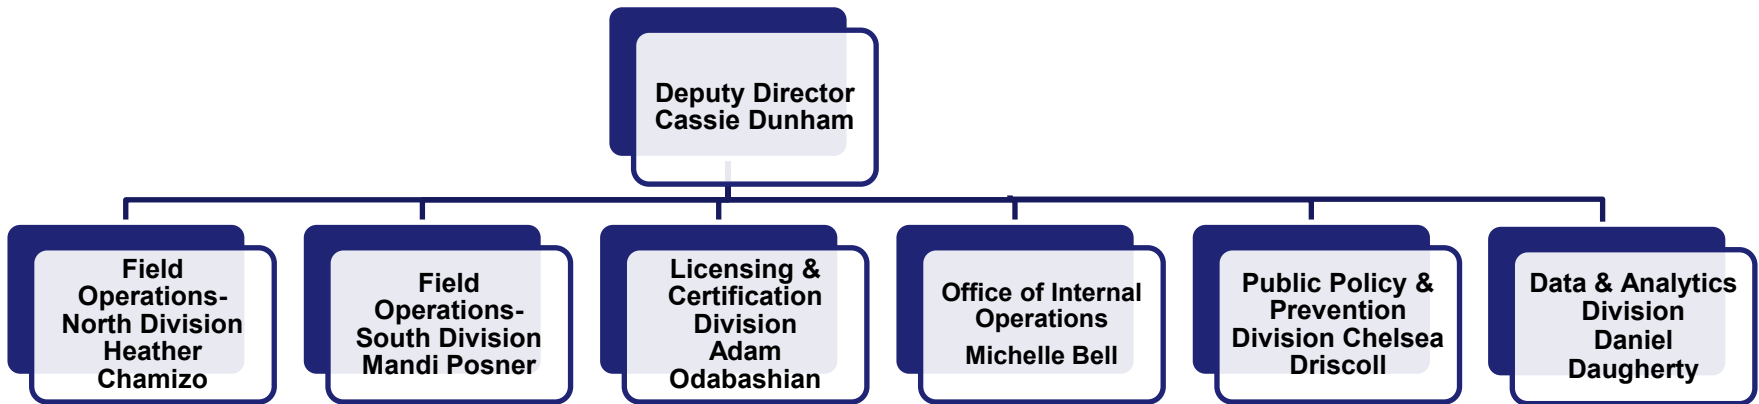 Deputy Director
Cassie Dunham
Field
Operations-
North Division
Heather
Chamizo
Field
Operations-
South Division
Mandi Posner
Licensing &
Certification
Division
Adam
Odabashian
Office of Internal
Operations
Michelle Bell
Public Policy &
Prevention
Division Chelsea
Driscoll
Data & Analytics
Division
Daniel
Daugherty